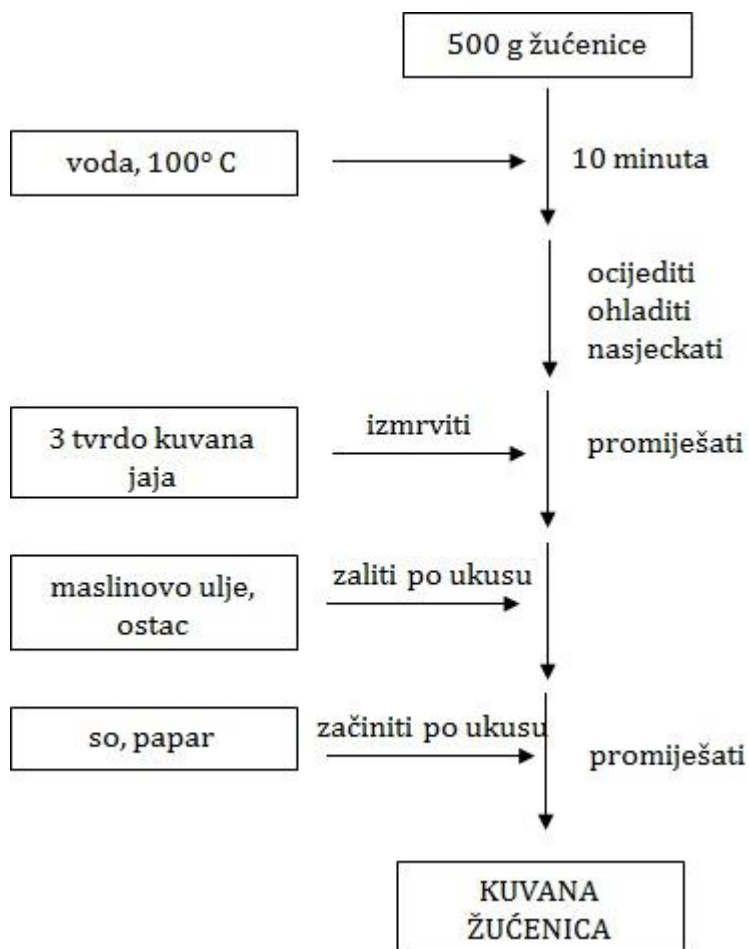 500 g žućenice
voda, 100° C
10 minuta
ocijediti
ohladiti
nasjeckati
3 tvrdo kuvana
jaja
izmrviti
promiješati
maslinovo ulje,
ostac
zaliti po ukusu
so, papar
začiniti po ukusu
promiješati
KUVANA
ŽUĆENICA